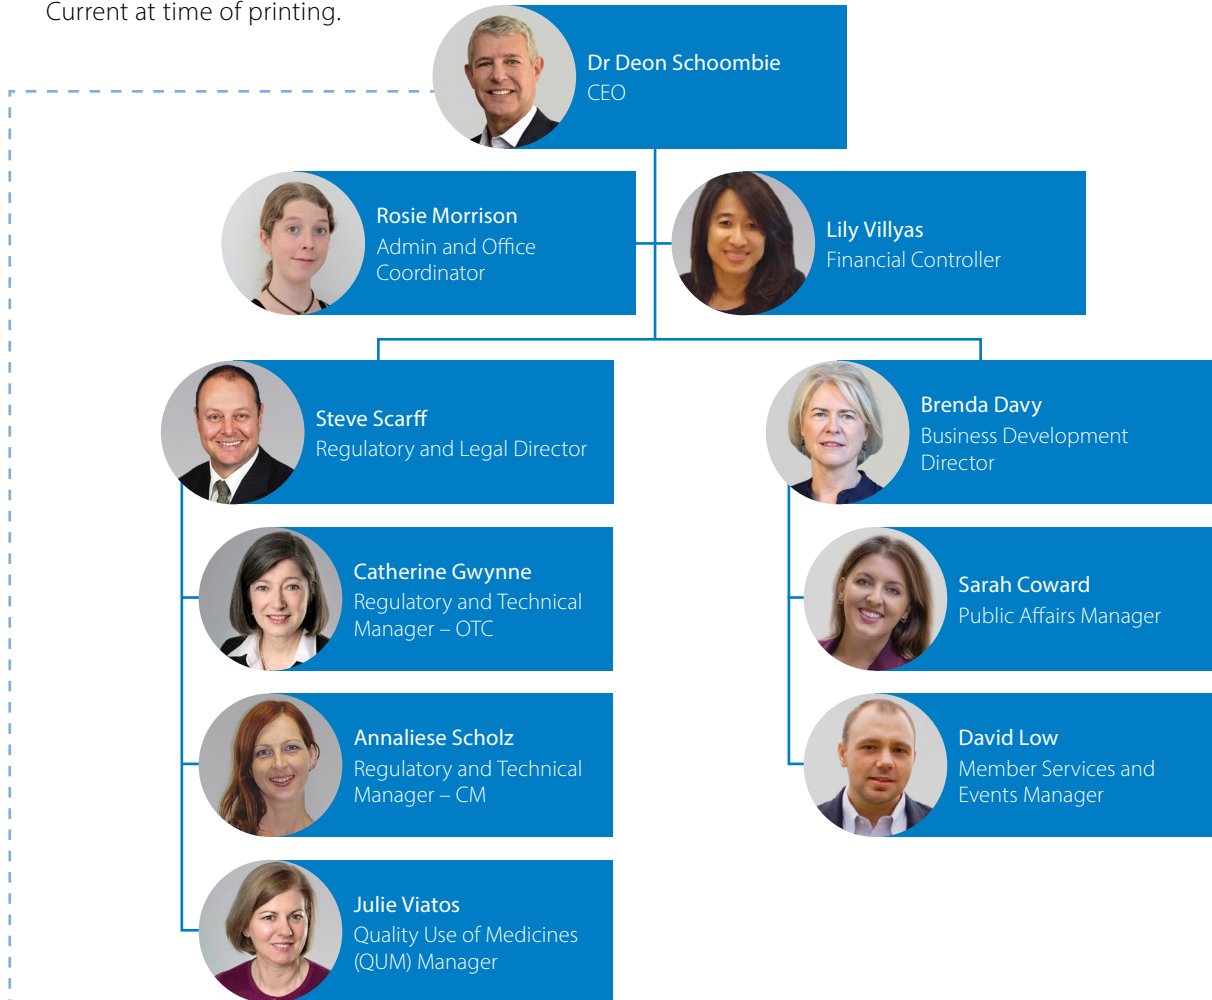 Current at time of printing.
Dr Deon Schoombie
CEO
Rosie Morrison
Admin and Office
Coordinator
Lily Villyas
Financial Controller
Steve Scarff
Regulatory and Legal Director
Brenda Davy
Business Development
Director
Catherine Gwynne
Regulatory and Technical
Manager – OTC
Sarah Coward
Public Affairs Manager
Annaliese Scholz
Regulatory and Technical
Manager – CM
David Low
Member Services and
Events Manager
Julie Viatos
Quality Use of Medicines
(QUM) Manager